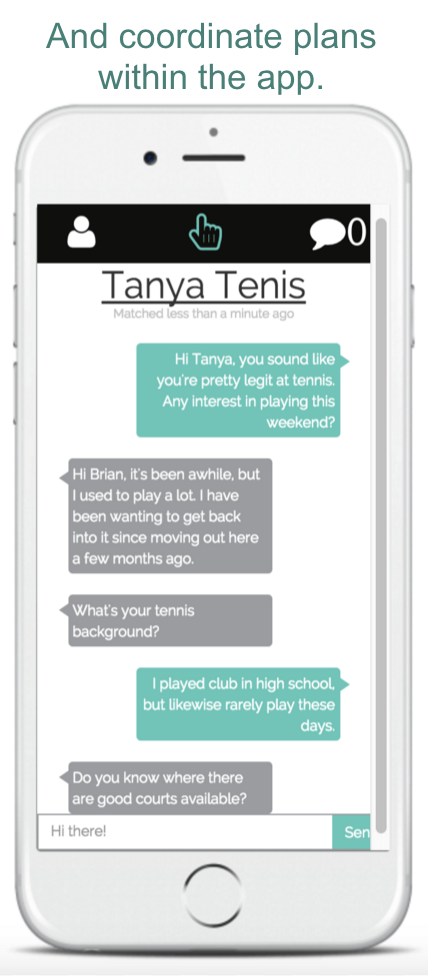 And coordinate plans
within the app.
0
Tanya Tenis
Matched less than a minute ago
Hi Tanya, you sound like
you're pretty legit at tennis.
Any interest in playing this
weekend?
Hi Brian, it's been awhile, but
I used to play a lot. I have
been wanting to get back
into it since moving out here
a few months ago.
What's your tennis
background?
I played club in high school,
but likewise rarely play these
days.
Do you know where there
are good courts available?
Hi there!
Sen